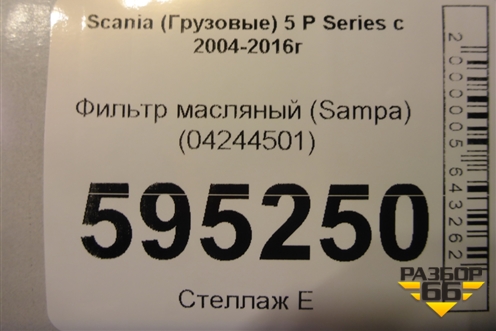 Scania (Грузовые) 5 P Series с
2004-2016г
Фильтр масляный (Sampa)
(04244501)
595250
Стеллаж Е
2000005643262
РАЗБОР
66